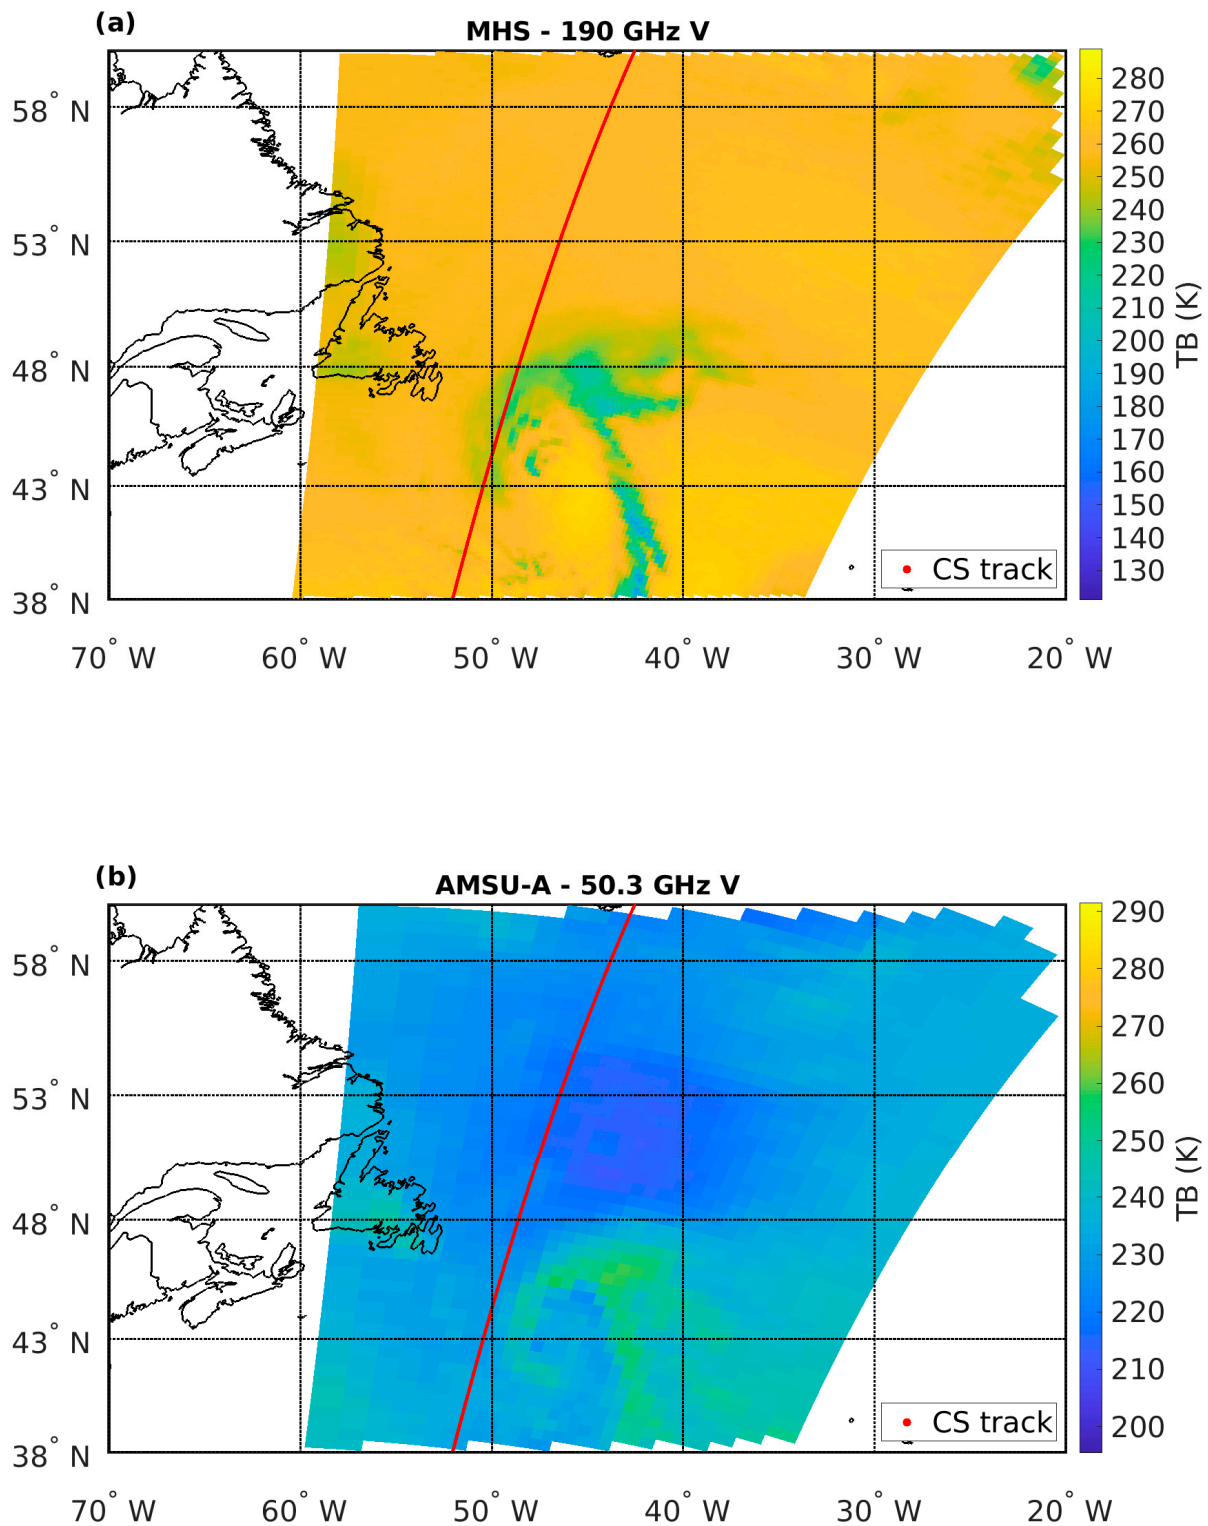 (a)
MHS - 190 GHz V
58° N
53° N
48° N
43° N
38° N
70° W
60° W
50° W
40° W
30° W
20° W
CS track
280
270
260
250
240
230
220
210
200
190
180
170
160
150
140
130
TB (K)
(b)
AMSU-A - 50.3 GHz V
58° N
53° N
48° N
43° N
38° N
70° W
60° W
50° W
40° W
30° W
20° W
CS track
290
280
270
260
250
240
230
220
210
200
TB (K)